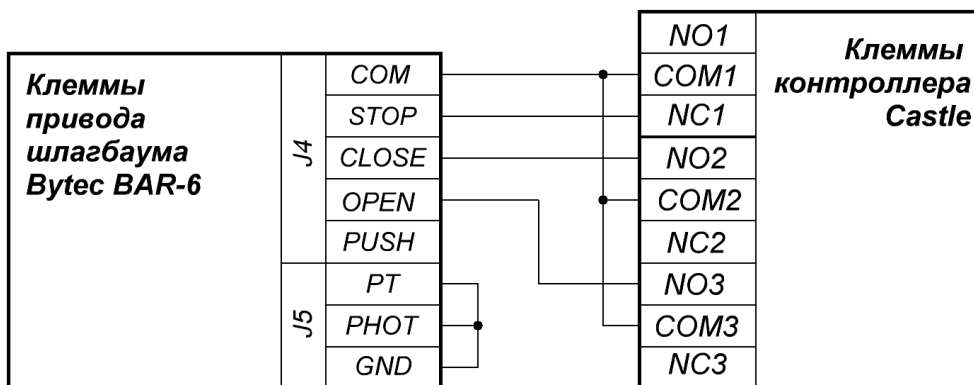 Клеммы
привода
шлагбаума
Bytec BAR-6
J4
COM
STOP
CLOSE
OPEN
PUSH
J5
PT
PHOT
GND
NO1
COM1
NC1
NO2
COM2
NC2
NO3
COM3
NC3
Клеммы
контроллера
Castle